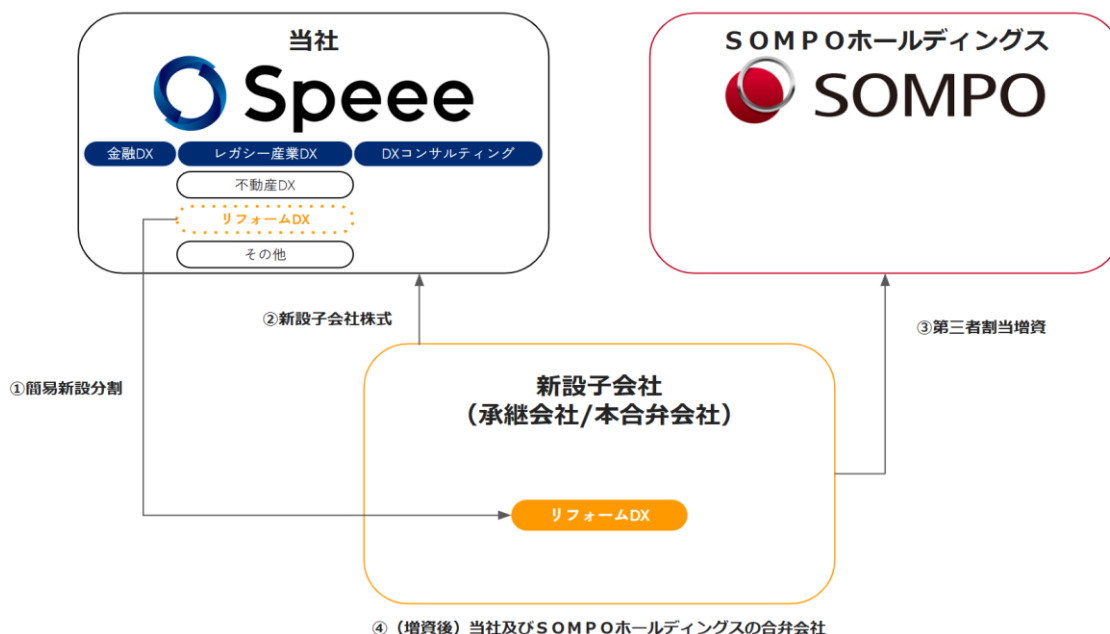 当社
Speee
金融DX
レガシー産業DX
DXコンサルティング
不動産DX
リフォームDX
その他
SOMPOホールディングス
SOMPO
②新設子会社株式
③第三者割当増資
①簡易新設分割
新設子会社
（承継会社/本合弁会社）
リフォームDX
④（増資後）当社及びSOMPOホールディングスの合弁会社